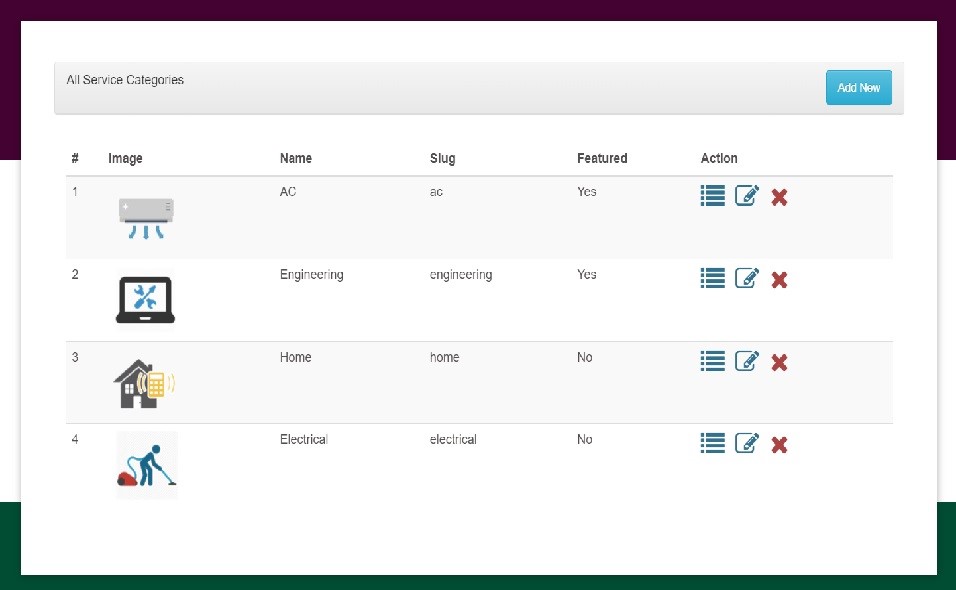 All Service Categories
Add New
# Image Name Slug Featured Action
1 AC ac Yes
2 Engineering engineering Yes
3 Home home No
4 Electrical electrical No